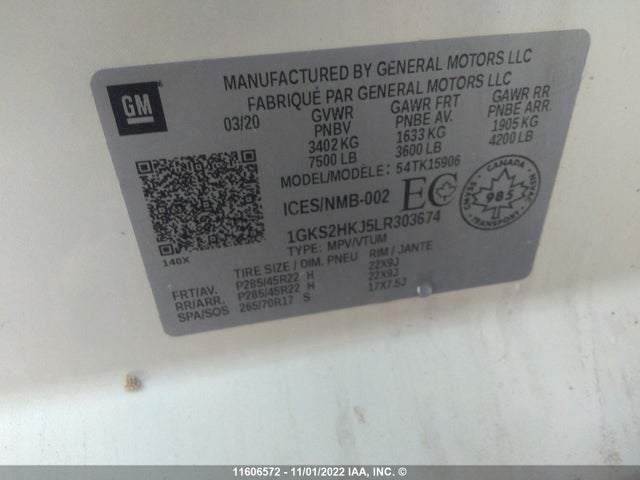 MANUFACTURED BY GENERAL MOTORS LLC
FABRIQUÉ PAR GENERAL MOTORS LLC
GM
03/20 GVWR GAWR FRT GAWR RR
PNBV PNBE AV. PNBE ARR.
3402 KG 1633 KG 1905 KG
7500 LB 3600 LB 4200 LB
MODEL/MODÈLE: 54TK15906
ICES/NMB-002 EC
CANADA
985
TRANSPORT
1GKS2HKJ5LR303674
140X
TYPE: MPV/VTUM
TIRE SIZE / DIM. PNEU RIM / JANTE
FRT/AV. P285/45R22 H 22X9J
RR/ARR. P285/45R22 H 22X9J
SPA/SOS 265/70R17 S 17X7.5J
11606572 - 11/01/2022 IAA, INC. ©